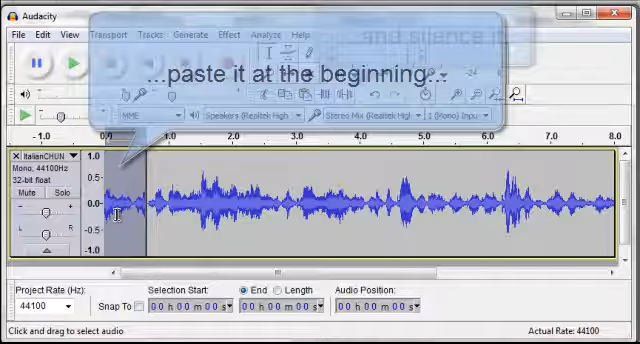 Audacity
File Edit View Transport Tracks Generate Effect Analyze Help
and silence it
...paste it at the beginning...
-24
MME Speakers (Realtek High Stereo Mix (Realtek High 1 (Mono) Inpu
-1.0 0.0 1.0 2.0 3.0 4.0 5.0 6.0 7.0 8.0
ItalianCHUN
Mono, 44100Hz
32-bit float
Mute Solo
- +
L R
1.0
0.5
0.0
-0.5
-1.0
Project Rate (Hz): Selection Start: End Length Audio Position:
44100 Snap To 00 h 00 m 00 s 00 h 00 m 00 s 00 h 00 m 00 s
Click and drag to select audio Actual Rate: 44100